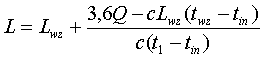 L = L_{wz} + \frac{3,6Q - cL_{wz}(t_{wz} - t_{in})}{c(t_1 - t_{in})}